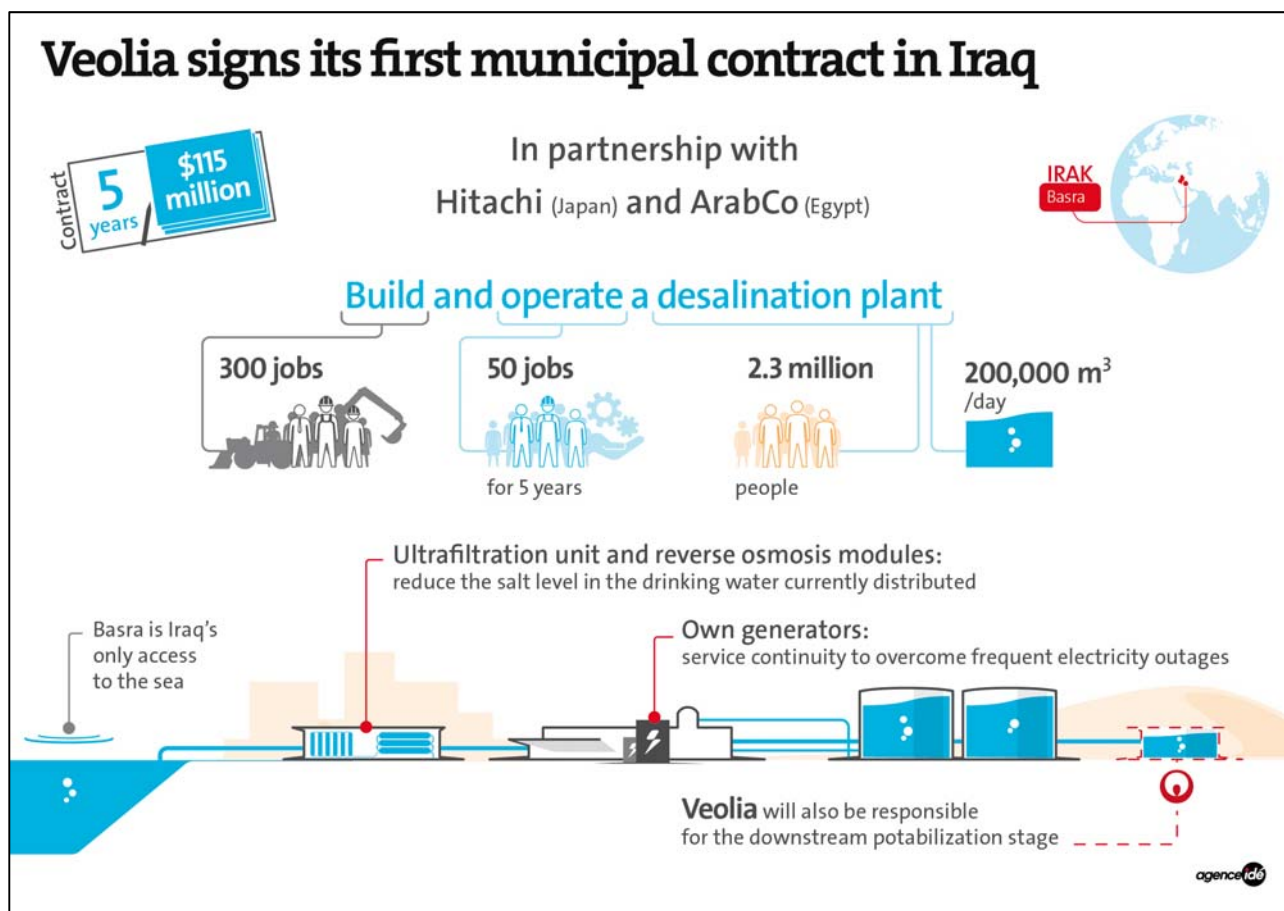 Veolia signs its first municipal contract in Iraq
Contract
5
years
$115
million
In partnership with
Hitachi (Japan) and ArabCo (Egypt)
IRAK
Basra
Build and operate a desalination plant
300 jobs
50 jobs
for 5 years
2.3 million
people
200,000 m³
/day
Ultrafiltration unit and reverse osmosis modules:
reduce the salt level in the drinking water currently distributed
Basra is Iraq's
only access
to the sea
Own generators:
service continuity to overcome frequent electricity outages
Veolia will also be responsible
for the downstream potabilization stage
agence idé